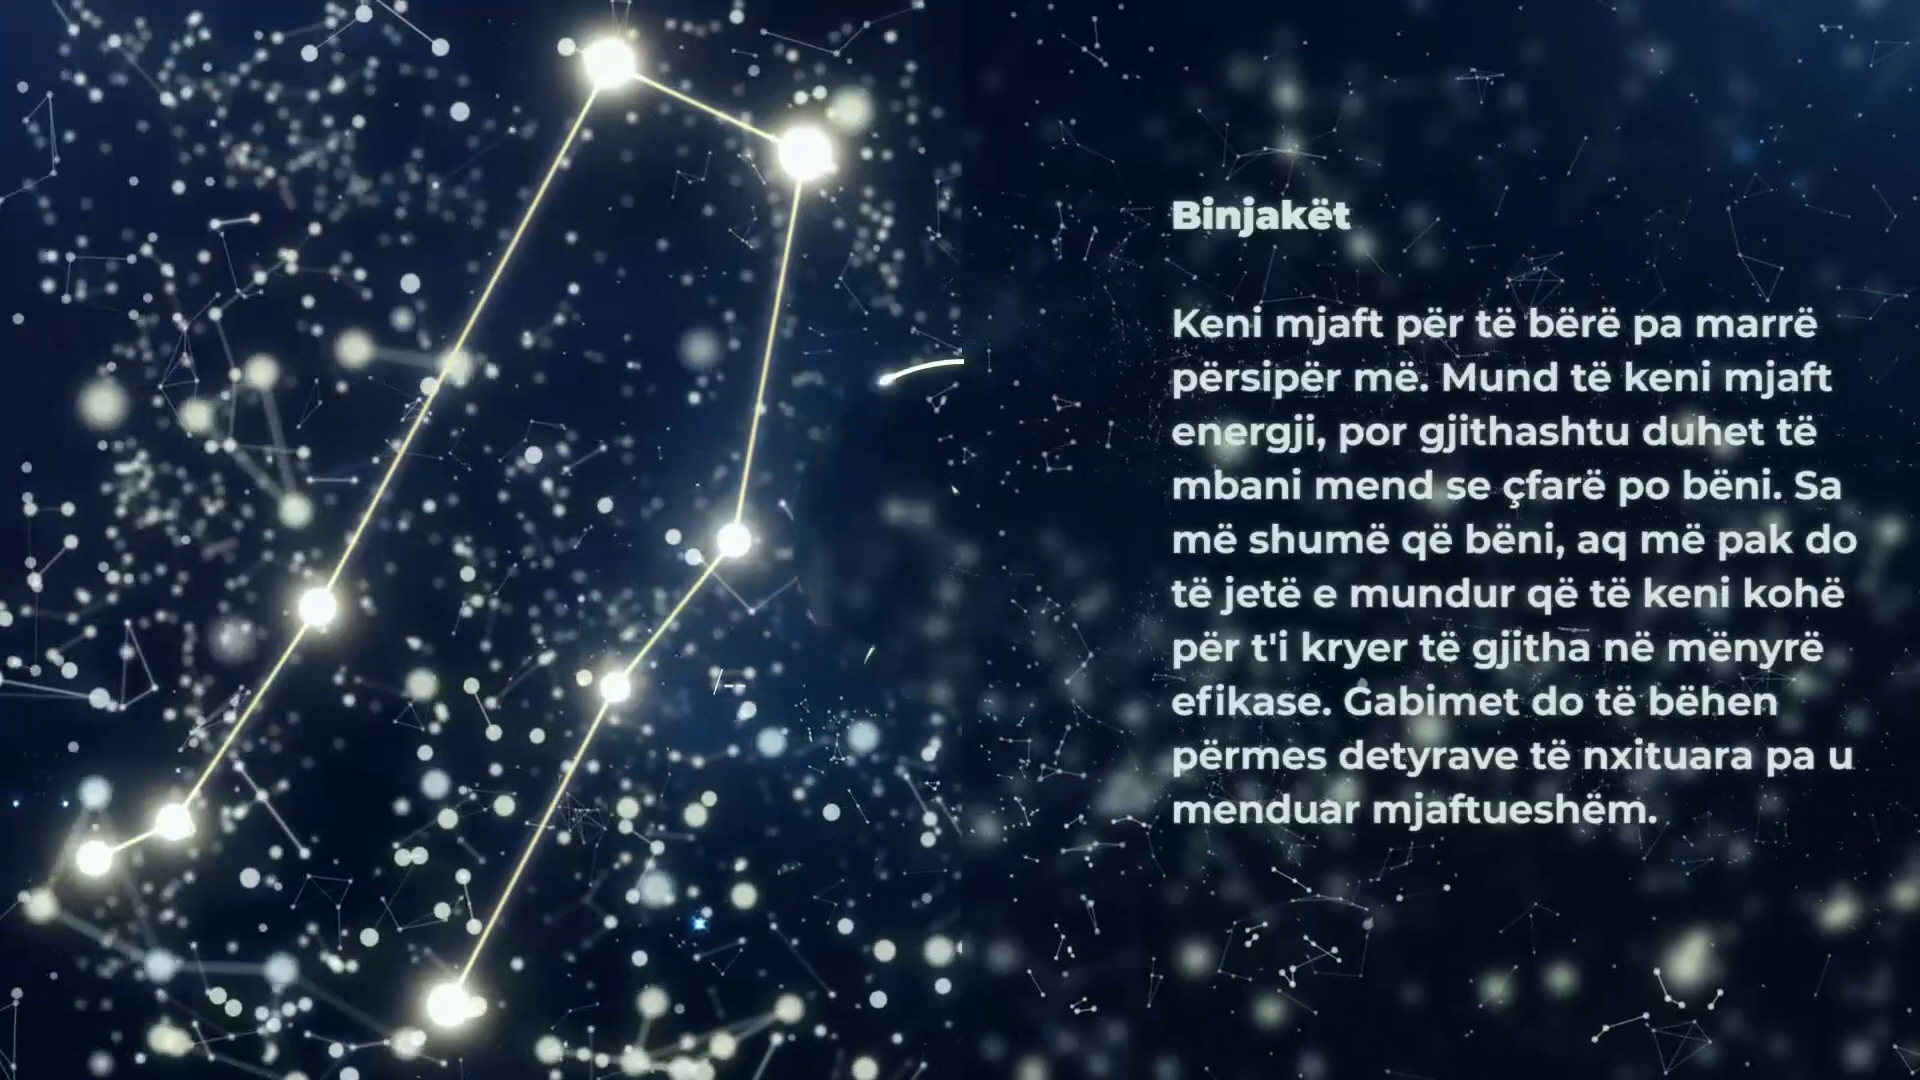 Binjakët
Keni mjaft për të bërë pa marrë
përsipër më. Mund të keni mjaft
energji, por gjithashtu duhet të
mbani mend se çfarë po bëni. Sa
më shumë që bëni, aq më pak do
të jetë e mundur që të keni kohë
për t'i kryer të gjitha në mënyrë
efikase. Gabimet do të bëhen
përmes detyrave të nxituara pa u
menduar mjaftueshëm.